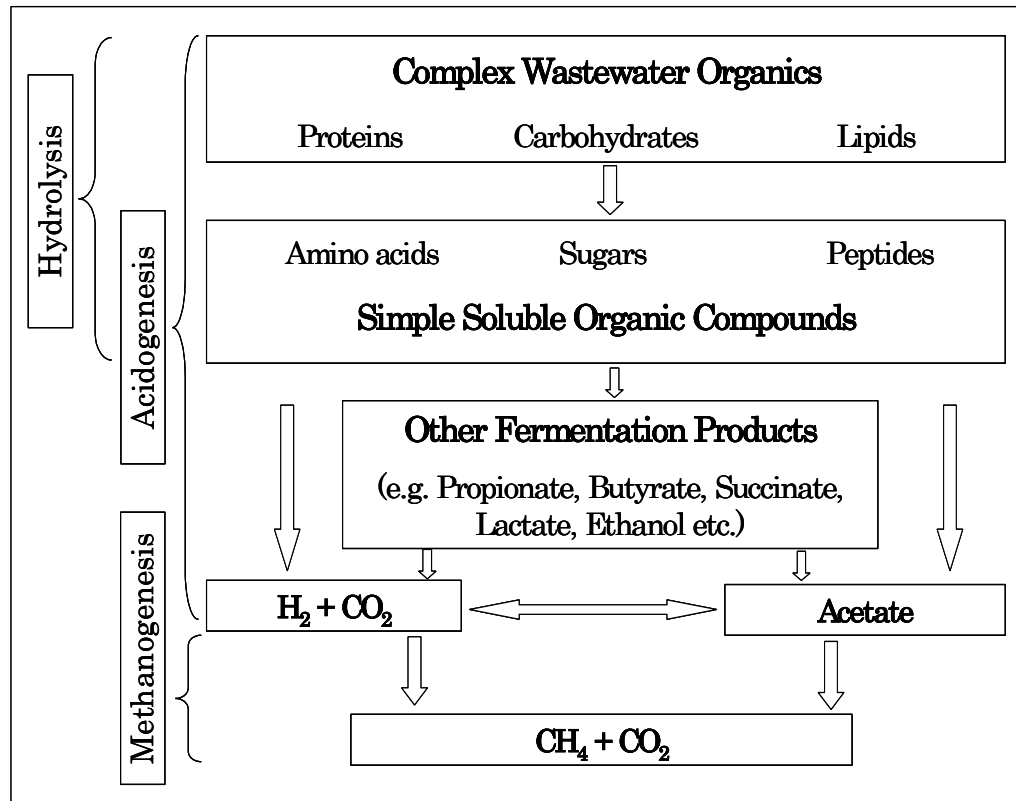 Hydrolysis
Acidogenesis
Methanogenesis
Complex Wastewater Organics
Proteins Carbohydrates Lipids
Amino acids Sugars Peptides
Simple Soluble Organic Compounds
Other Fermentation Products
(e.g. Propionate, Butyrate, Succinate,
Lactate, Ethanol etc.)
H₂ + CO₂
Acetate
CH₄ + CO₂